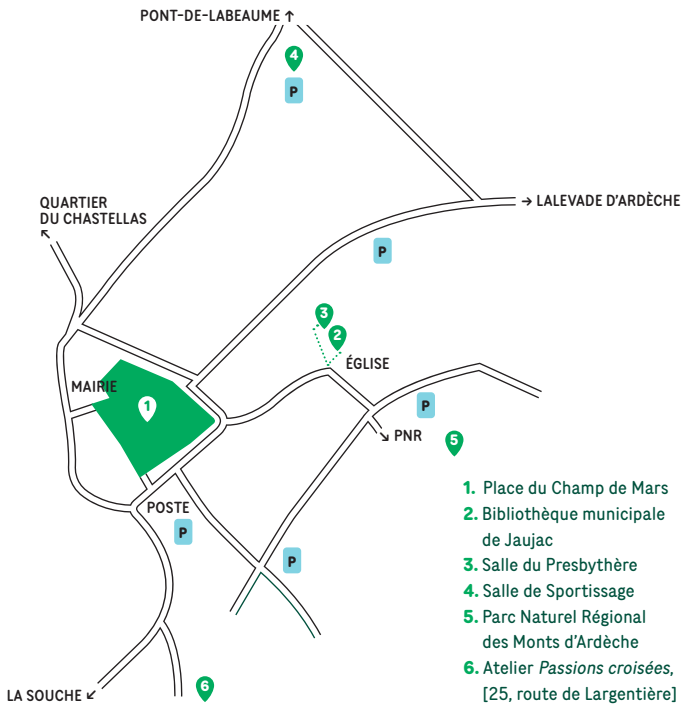 PONT-DE-LABEAUME ↑
4
P
QUARTIER
DU CHASTELLAS
↖
→ LALEVADE D'ARDÈCHE
P
3
2
ÉGLISE
MAIRIE
1
P
↘ PNR
5
POSTE
P
P
6
LA SOUCHE ↙
1. Place du Champ de Mars
2. Bibliothèque municipale
de Jaujac
3. Salle du Presbythère
4. Salle de Sportissage
5. Parc Naturel Régional
des Monts d'Ardèche
6. Atelier Passions croisées,
[25, route de Largentière]